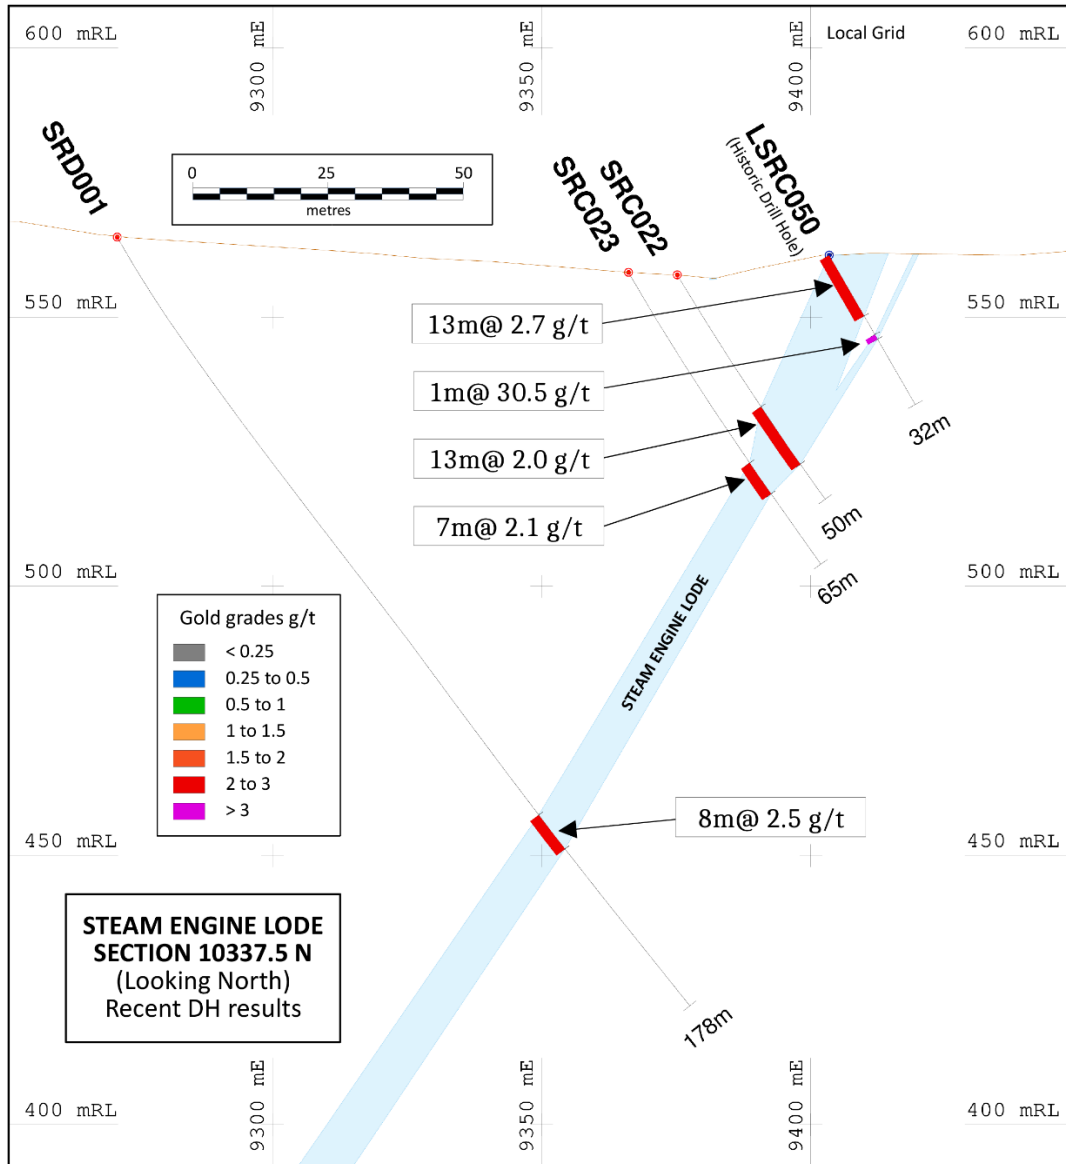 600 mRL
9300 mE
9350 mE
9400 mE
Local Grid
600 mRL
SRD001
0 25 50
metres
SRC023
SRC022
LSRC050
(Historic Drill Hole)
550 mRL
550 mRL
13m@ 2.7 g/t
1m@ 30.5 g/t
32m
13m@ 2.0 g/t
50m
7m@ 2.1 g/t
65m
500 mRL
500 mRL
STEAM ENGINE LODE
Gold grades g/t
< 0.25
0.25 to 0.5
0.5 to 1
1 to 1.5
1.5 to 2
2 to 3
> 3
8m@ 2.5 g/t
450 mRL
450 mRL
STEAM ENGINE LODE
SECTION 10337.5 N
(Looking North)
Recent DH results
178m
400 mRL
9300 mE
9350 mE
9400 mE
400 mRL